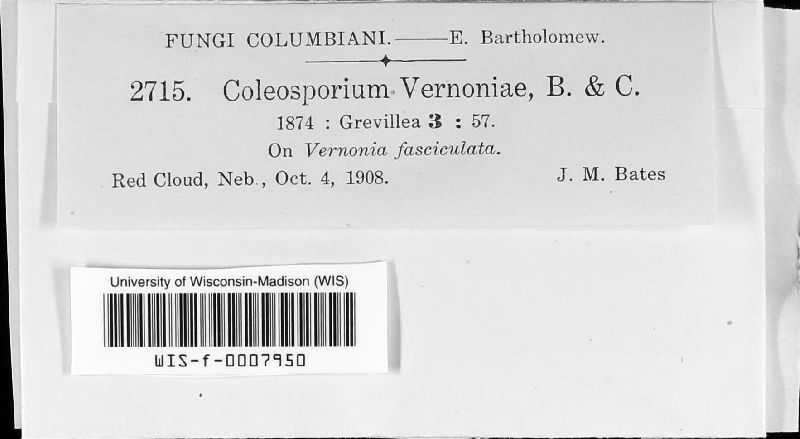 FUNGI COLUMBIANI.——E. Bartholomew.
2715. Coleosporium Vernoniae, B. & C.
1874 : Grevillea 3 : 57.
On Vernonia fasciculata.
Red Cloud, Neb., Oct. 4, 1908. J. M. Bates
University of Wisconsin-Madison (WIS)
WIS-f-0007950